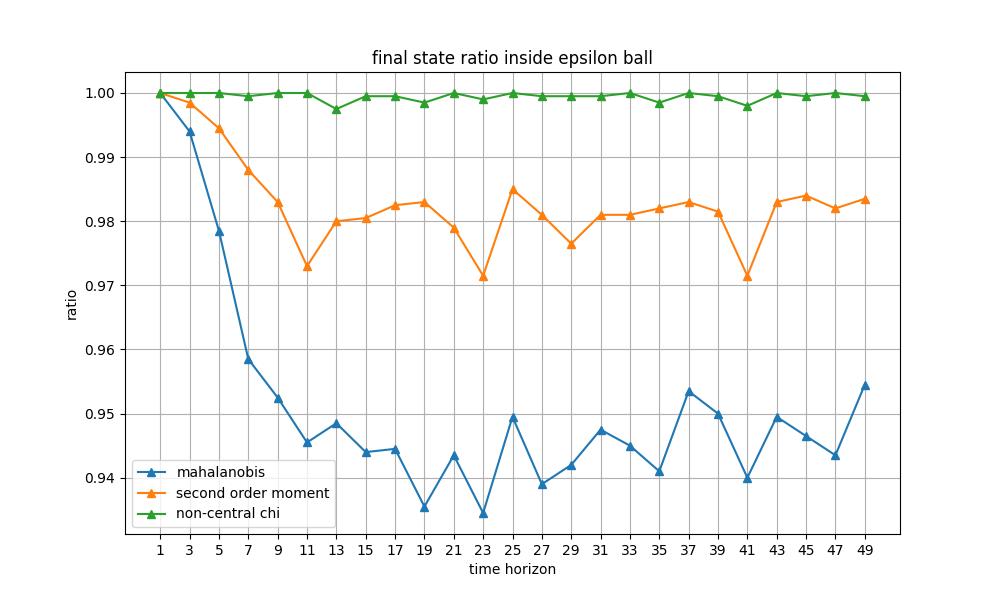 final state ratio inside epsilon ball
1.00
0.99
0.98
0.97
0.96
0.95
0.94
ratio
mahalanobis
second order moment
non-central chi
1 3 5 7 9 11 13 15 17 19 21 23 25 27 29 31 33 35 37 39 41 43 45 47 49
time horizon